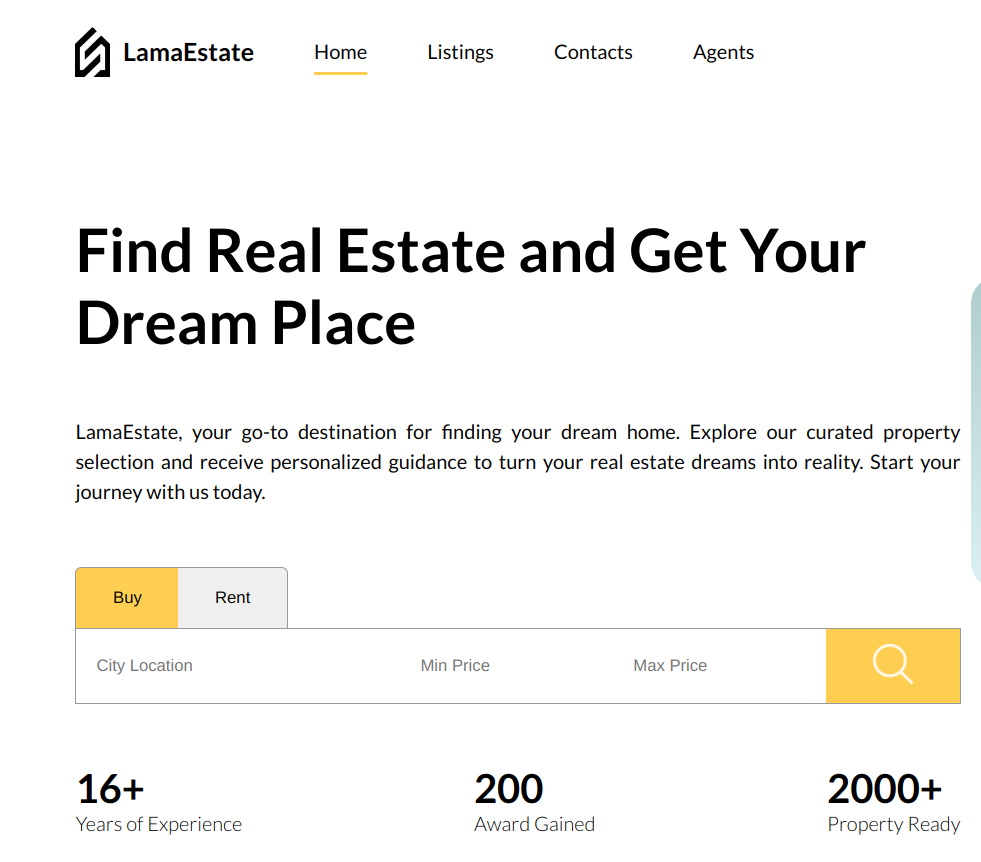 LamaEstate Home Listings Contacts Agents
Find Real Estate and Get Your
Dream Place
LamaEstate, your go-to destination for finding your dream home. Explore our curated property
selection and receive personalized guidance to turn your real estate dreams into reality. Start your
journey with us today.
Buy Rent
City Location Min Price Max Price
16+ 200 2000+
Years of Experience Award Gained Property Ready